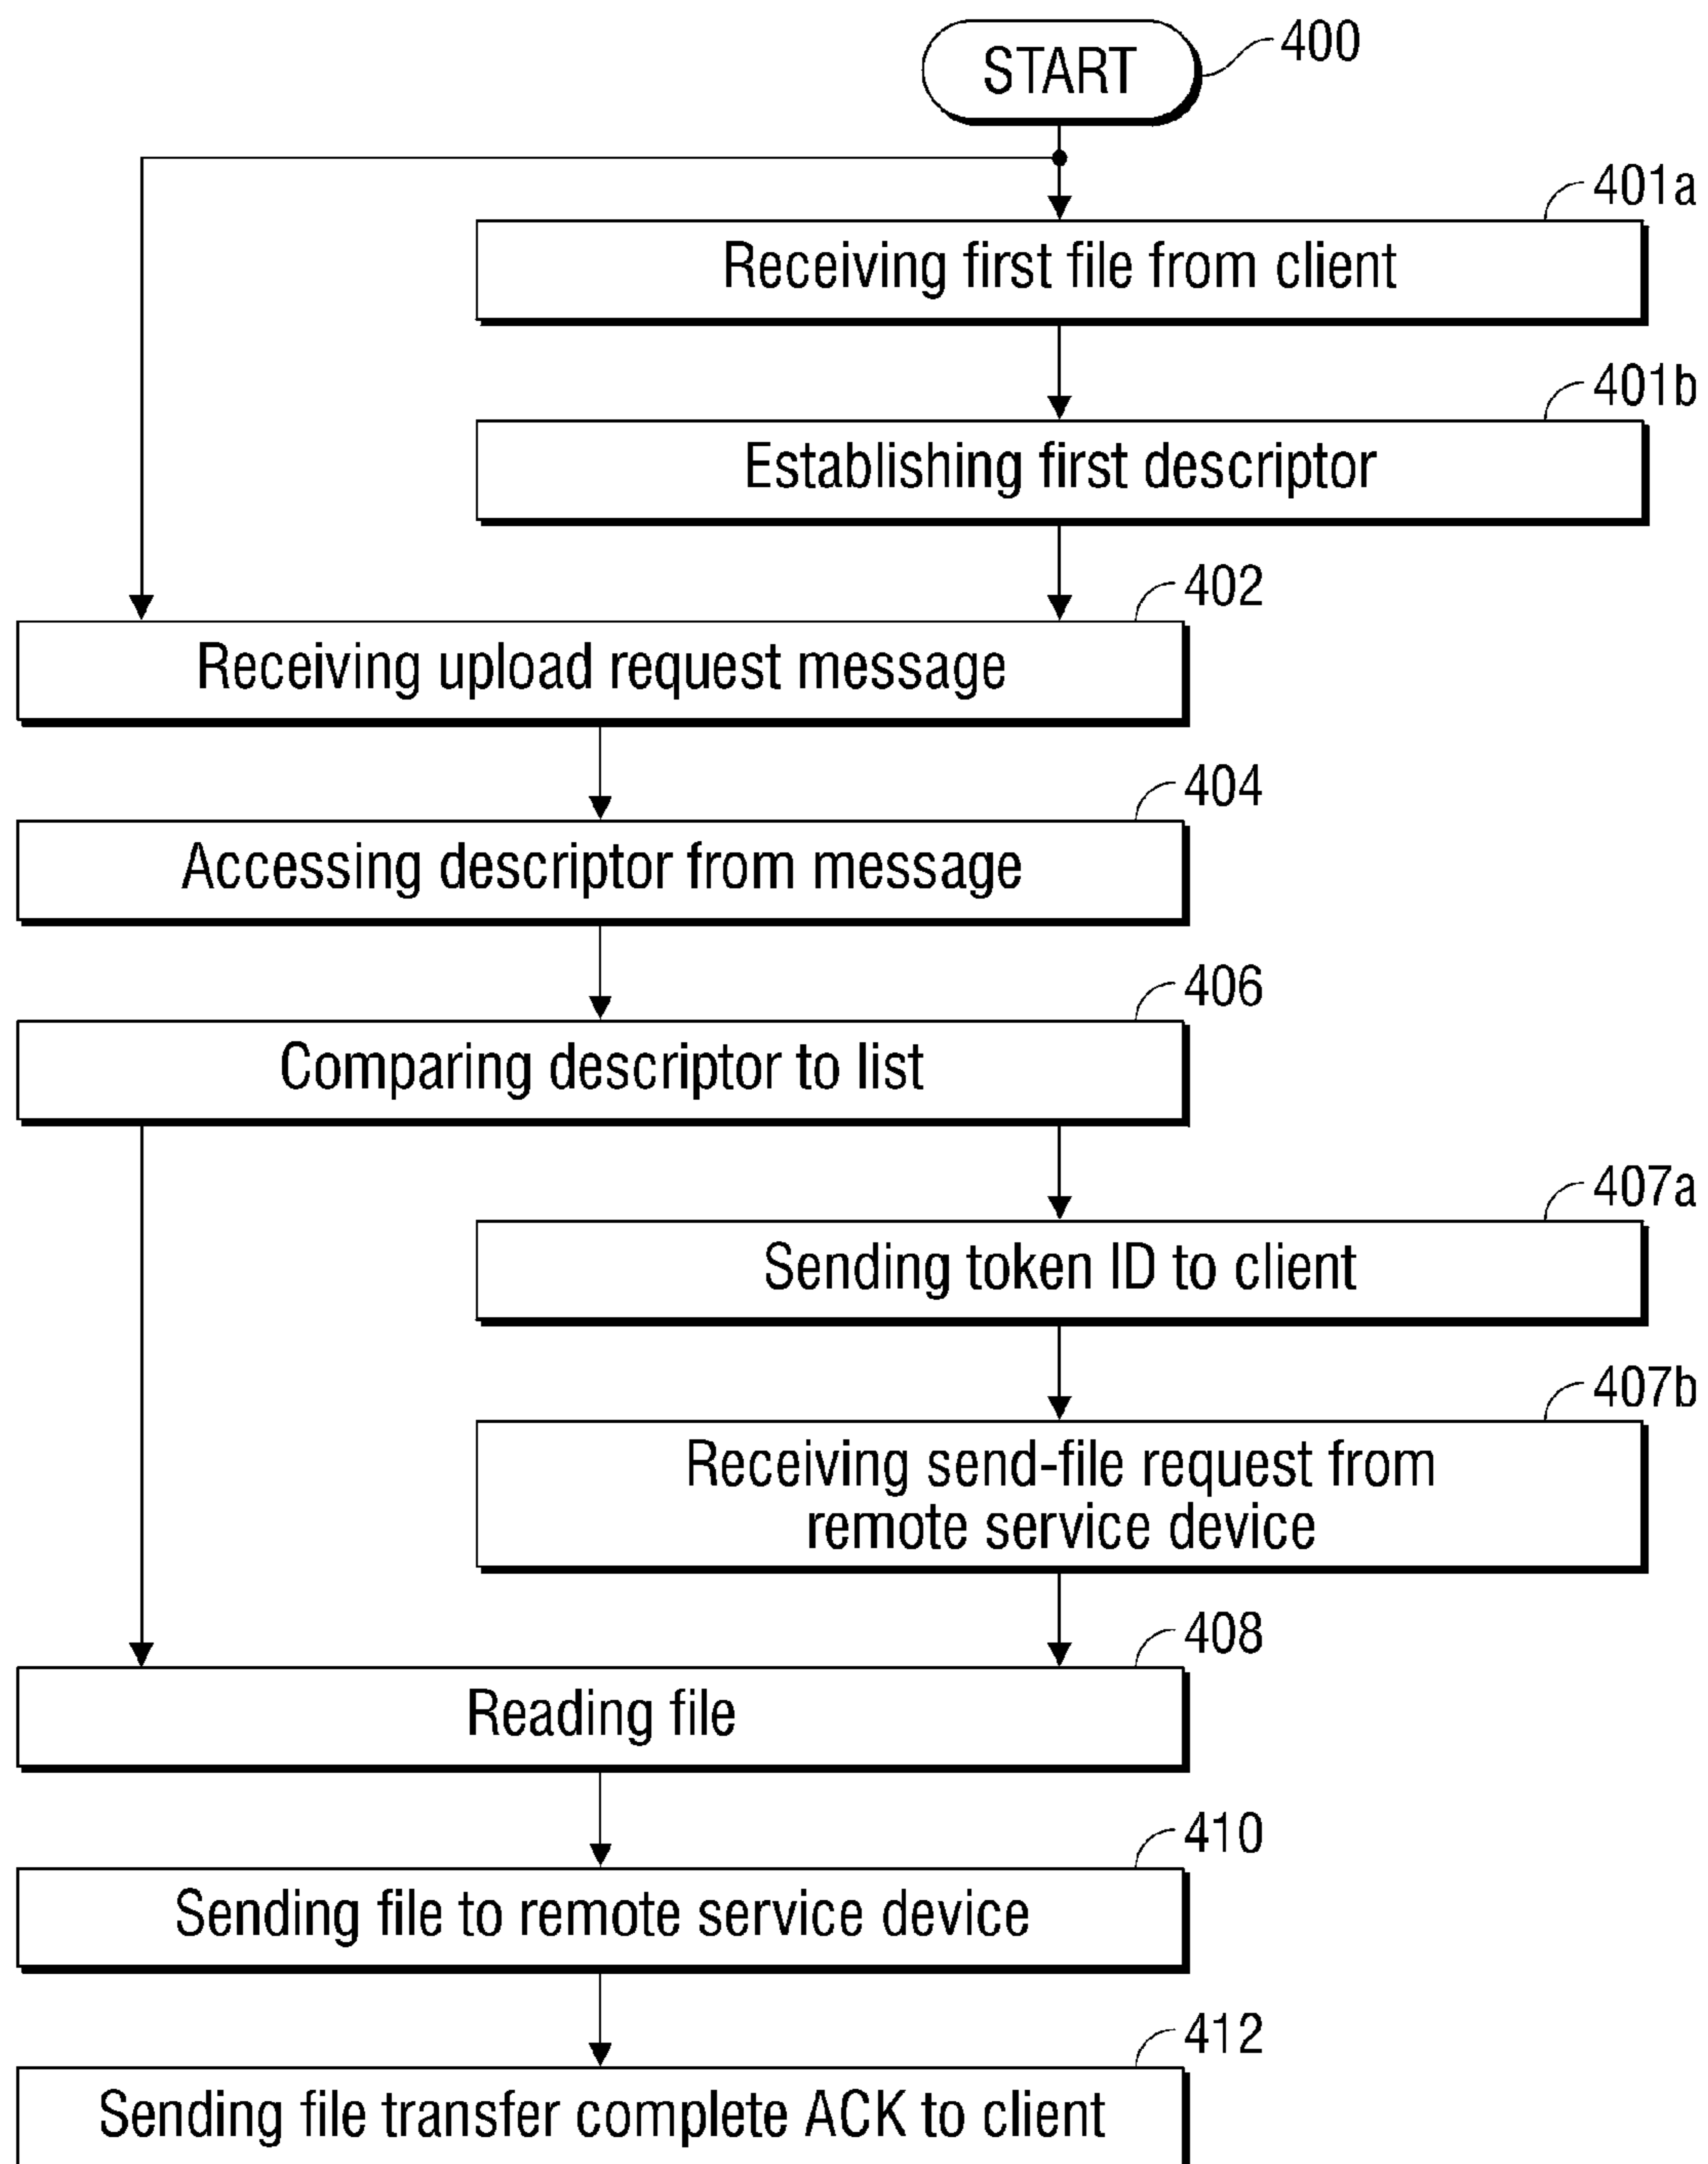 START
400
401a
Receiving first file from client
401b
Establishing first descriptor
402
Receiving upload request message
404
Accessing descriptor from message
406
Comparing descriptor to list
407a
Sending token ID to client
407b
Receiving send-file request from
remote service device
408
Reading file
410
Sending file to remote service device
412
Sending file transfer complete ACK to client